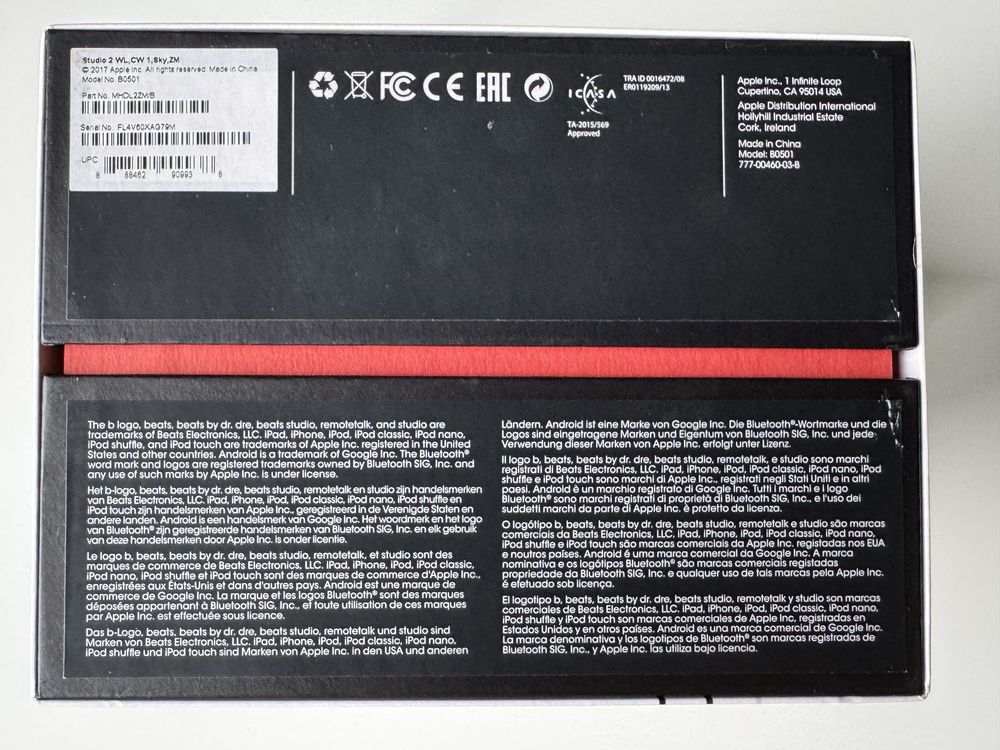 Studio 2 WL,CW 1,Sky,ZM
© 2017 Apple Inc. All rights reserved. Made in China
Model No. B0501
Part No. MHDL2ZM/B
Serial No. FL4V60XAG79M
UPC
8 88462 90993 8
FC CE EAC
ICASA
TA-2015/569
Approved
TRA ID 0016472/08
ER0119209/13
Apple Inc., 1 Infinite Loop
Cupertino, CA 95014 USA
Apple Distribution International
Hollyhill Industrial Estate
Cork, Ireland
Made in China
Model: B0501
777-00460-03-B
The b logo, beats, beats by dr. dre, beats studio, remotetalk, and studio are
trademarks of Beats Electronics, LLC. iPad, iPhone, iPod, iPod classic, iPod nano,
iPod shuffle, and iPod touch are trademarks of Apple Inc. registered in the United
States and other countries. Android is a trademark of Google Inc. The Bluetooth®
word mark and logos are registered trademarks owned by Bluetooth SIG, Inc. and
any use of such marks by Apple Inc. is under license.
Het b-logo, beats, beats by dr. dre, beats studio, remotetalk en studio zijn handelsmerken
van Beats Electronics, LLC. iPad, iPhone, iPod, iPod classic, iPod nano, iPod shuffle en
iPod touch zijn handelsmerken van Apple Inc., geregistreerd in de Verenigde Staten en
andere landen. Android is een handelsmerk van Google Inc. Het woordmerk en het logo
van Bluetooth® zijn geregistreerde handelsmerken van Bluetooth SIG, Inc. en elk gebruik
van deze handelsmerken door Apple Inc. is onder licentie.
Le logo b, beats, beats by dr. dre, beats studio, remotetalk, et studio sont des
marques de commerce de Beats Electronics, LLC. iPad, iPhone, iPod, iPod classic,
iPod nano, iPod shuffle et iPod touch sont des marques de commerce d'Apple Inc.,
enregistrées aux États-Unis et dans d'autres pays. Android est une marque de
commerce de Google Inc. La marque et les logos Bluetooth® sont des marques
déposées appartenant à Bluetooth SIG, Inc., et toute utilisation de ces marques
par Apple Inc. est effectuée sous licence.
Das b-Logo, beats, beats by dr. dre, beats studio, remotetalk und studio sind
Marken von Beats Electronics, LLC. iPad, iPhone, iPod, iPod classic, iPod nano,
iPod shuffle und iPod touch sind Marken von Apple Inc. in den USA und anderen
Ländern. Android ist eine Marke von Google Inc. Die Bluetooth®-Wortmarke und die
Logos sind eingetragene Marken und Eigentum von Bluetooth SIG, Inc. und jede
Verwendung dieser Marken von Apple Inc. erfolgt unter Lizenz.
Il logo b, beats, beats by dr. dre, beats studio, remotetalk, e studio sono marchi
registrati di Beats Electronics, LLC. iPad, iPhone, iPod, iPod classic, iPod nano, iPod
shuffle e iPod touch sono marchi di Apple Inc., registrati negli Stati Uniti e in altri
paesi. Android è un marchio registrato di Google Inc. Tutti i marchi e i logo
Bluetooth® sono marchi registrati di proprietà di Bluetooth SIG, Inc., e l'uso dei
suddetti marchi da parte di Apple Inc. è protetto da licenza.
O logótipo b, beats, beats by dr. dre, beats studio, remotetalk e studio são marcas
comerciais da Beats Electronics, LLC. iPad, iPhone, iPod, iPod classic, iPod nano,
iPod shuffle e iPod touch são marcas comerciais da Apple Inc. registadas nos EUA
e noutros países. Android é uma marca comercial da Google Inc. A marca
nominativa e os logótipos Bluetooth® são marcas comerciais registadas
propriedade da Bluetooth SIG, Inc. e qualquer uso de tais marcas pela Apple Inc.
é efetuado sob licença.
El logotipo b, beats, beats by dr. dre, beats studio, remotetalk y studio son marcas
comerciales de Beats Electronics, LLC. iPad, iPhone, iPod, iPod classic, iPod nano,
iPod shuffle y iPod touch son marcas comerciales de Apple Inc, registradas en
Estados Unidos y en otros países. Android es una marca comercial de Google Inc.
La marca denominativa y los logotipos de Bluetooth® son marcas registradas de
Bluetooth SIG, Inc., y Apple Inc. las utiliza bajo licencia.